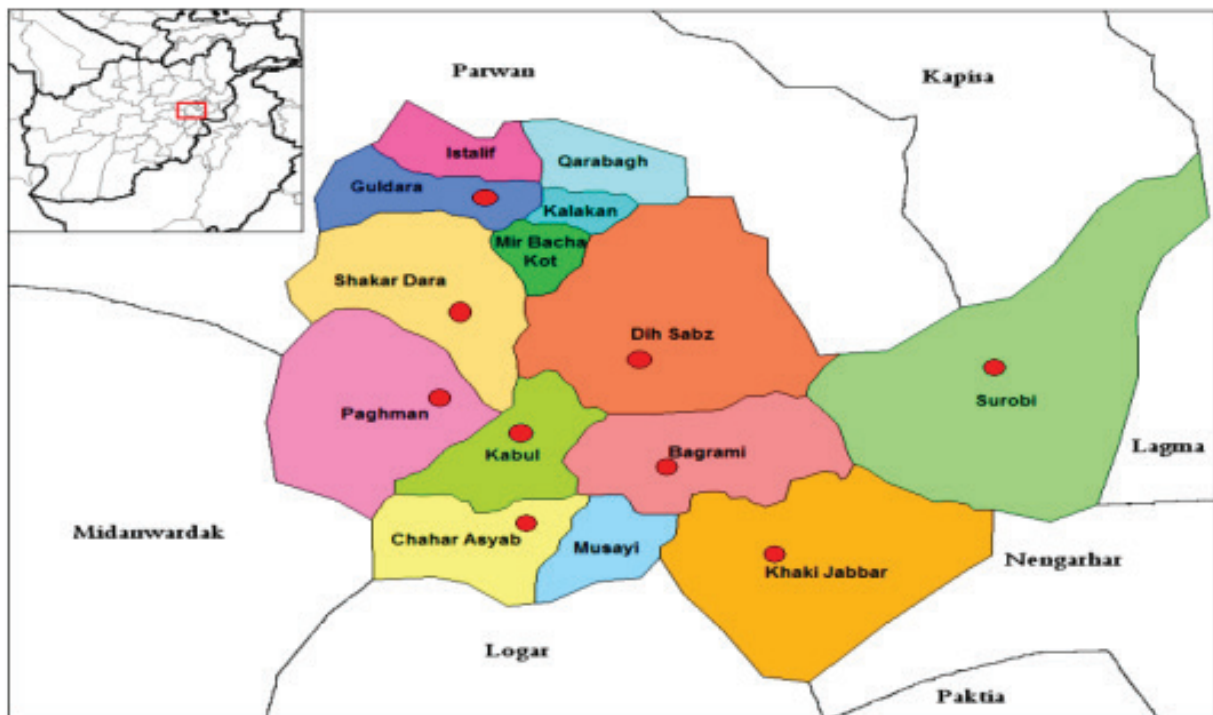 Parwan
Kapisa
Istalif
Qarabagh
Guldara
Kalakan
Mir Bacha
Kot
Shakar Dara
Dih Sabz
Paghman
Surobi
Kabul
Bagrami
Lagma
Midanwardak
Chahar Asyab
Musayi
Khaki Jabbar
Nengarhar
Logar
Paktia